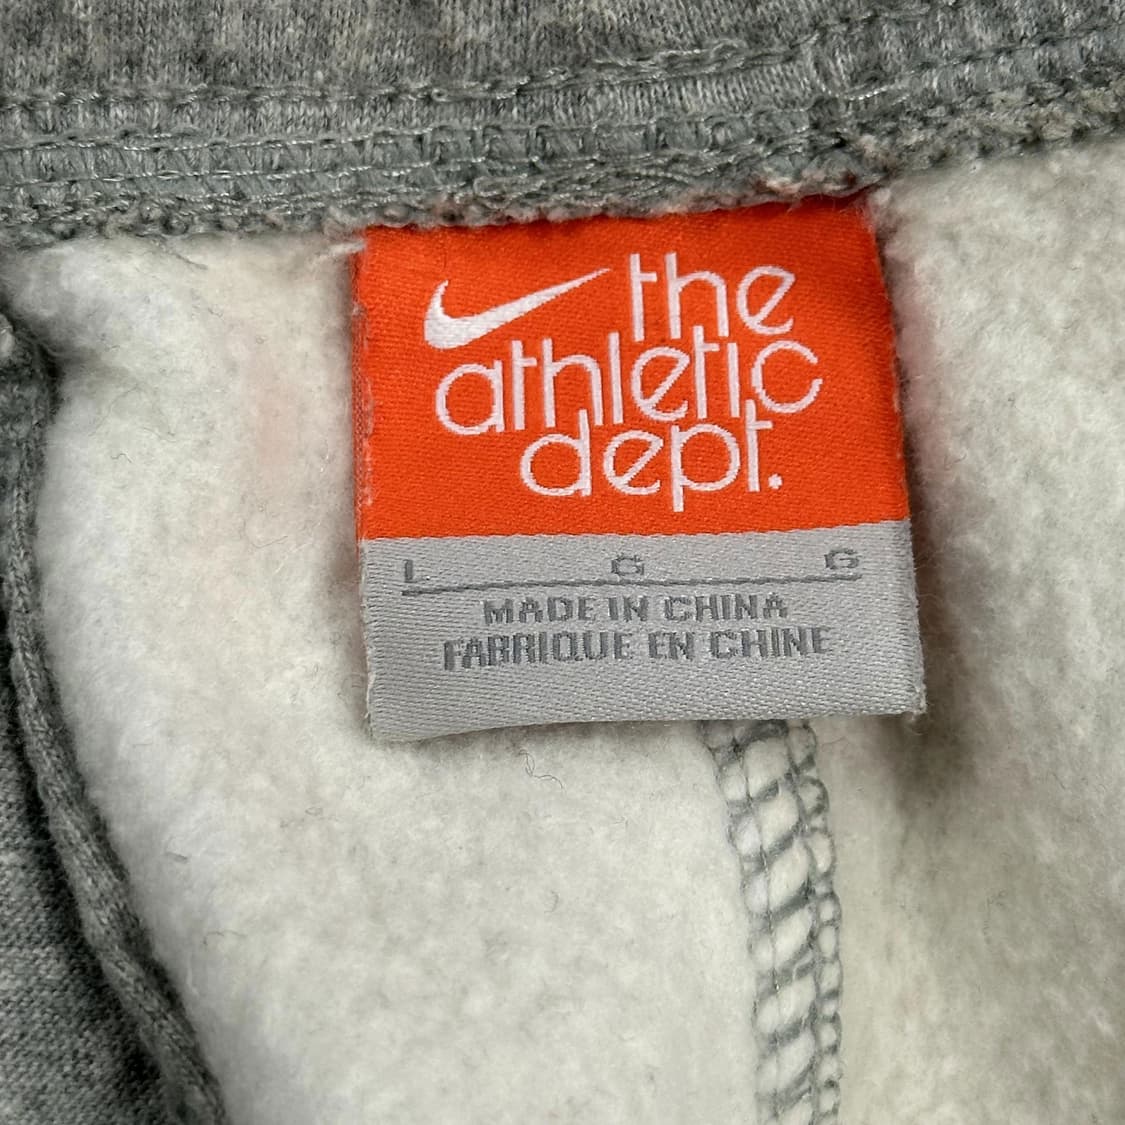 the
athletic
dept.
L G G
MADE IN CHINA
FABRIQUE EN CHINE